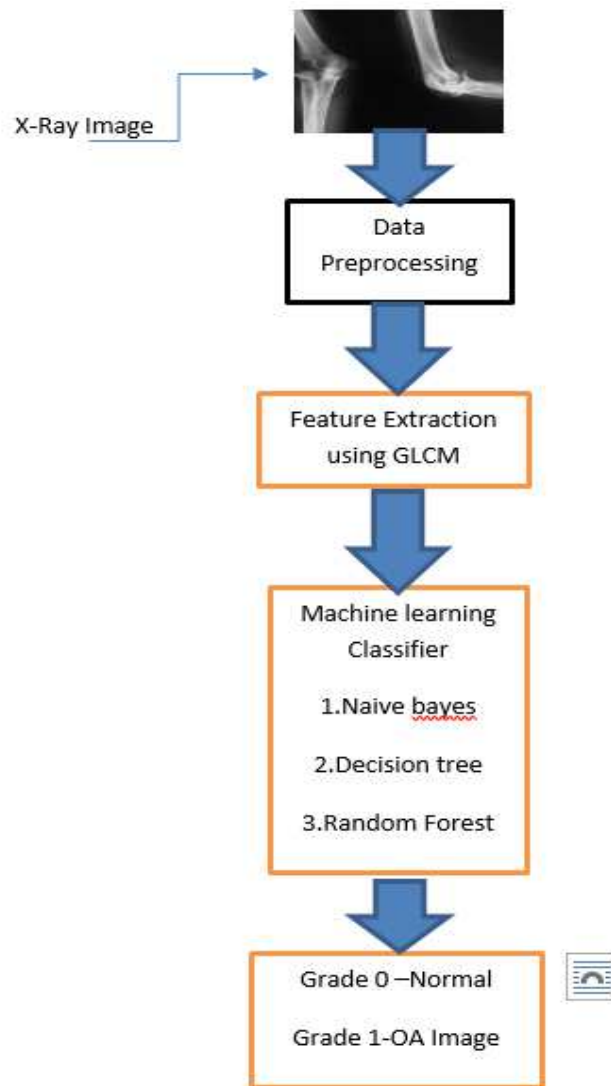 X-Ray Image
Data
Preprocessing
Feature Extraction
using GLCM
Machine learning
Classifier
1.Naive bayes
2.Decision tree
3.Random Forest
Grade 0 –Normal
Grade 1-OA Image